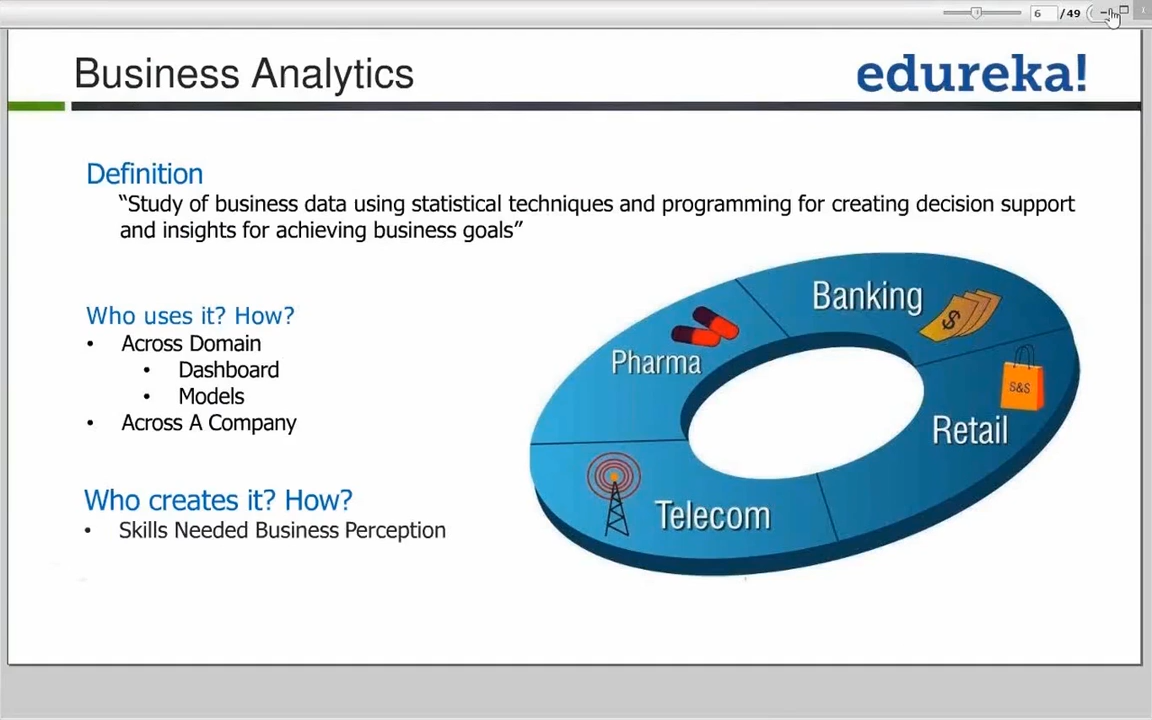 6 /49
Business Analytics
edureka!
Definition
“Study of business data using statistical techniques and programming for creating decision support
and insights for achieving business goals”
Who uses it? How?
• Across Domain
• Dashboard
• Models
• Across A Company
Who creates it? How?
• Skills Needed Business Perception
Banking
$
Pharma
S&S
Retail
Telecom